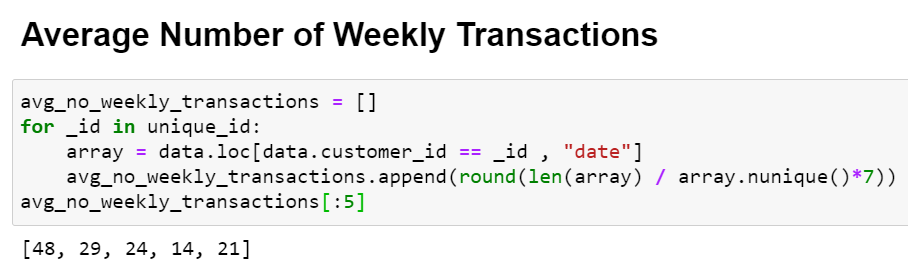 Average Number of Weekly Transactions
avg_no_weekly_transactions = []
for _id in unique_id:
    array = data.loc[data.customer_id == _id , "date"]
    avg_no_weekly_transactions.append(round(len(array) / array.nunique()*7))
avg_no_weekly_transactions[:5]
[48, 29, 24, 14, 21]